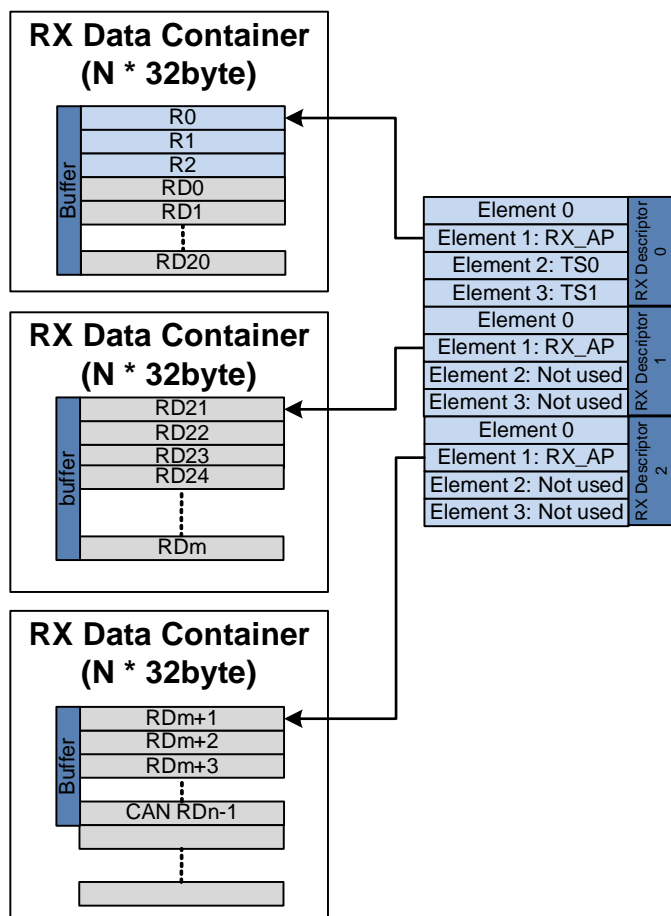 RX Data Container
(N * 32byte)
Buffer
R0
R1
R2
RD0
RD1
RD20
RX Data Container
(N * 32byte)
buffer
RD21
RD22
RD23
RD24
RDm
RX Data Container
(N * 32byte)
Buffer
RDm+1
RDm+2
RDm+3
CAN RDn-1
Element 0
Element 1: RX_AP
Element 2: TS0
Element 3: TS1
RX Descriptor
0
Element 0
Element 1: RX_AP
Element 2: Not used
Element 3: Not used
RX Descriptor
1
Element 0
Element 1: RX_AP
Element 2: Not used
Element 3: Not used
RX Descriptor
2